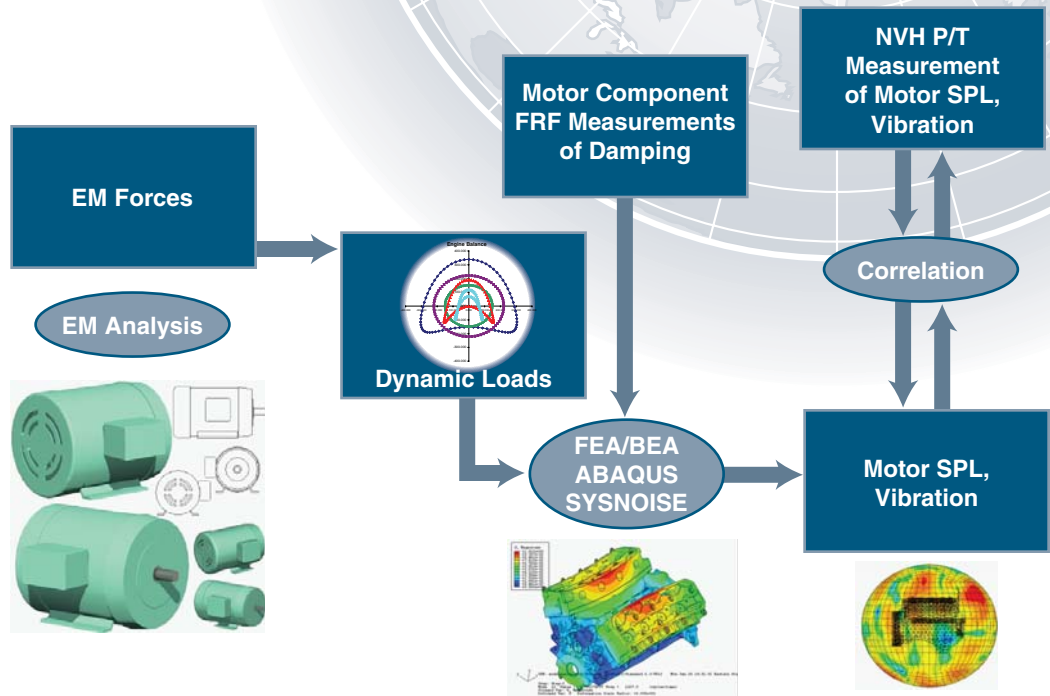 NVH P/T
Measurement
of Motor SPL,
Vibration
Motor Component
FRF Measurements
of Damping
EM Forces
Engine Balance
Dynamic Loads
Correlation
EM Analysis
FEA/BEA
ABAQUS
SYSNOISE
Motor SPL,
Vibration